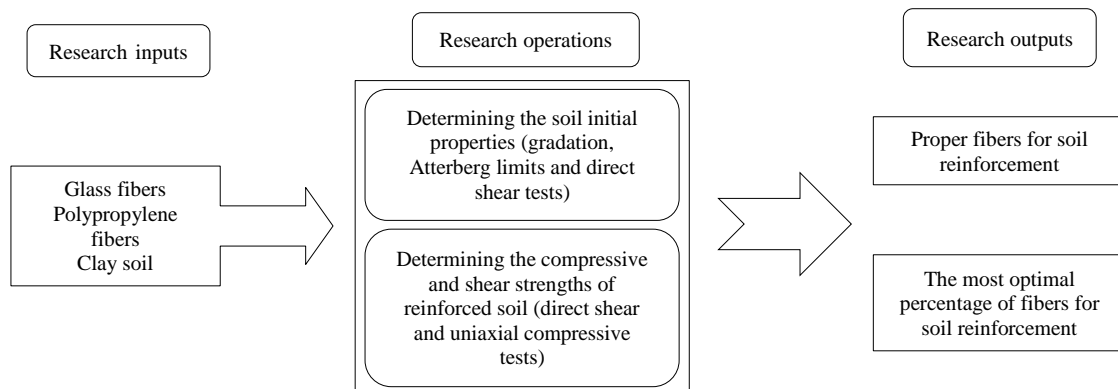 Research inputs
Research operations
Research outputs
Glass fibers
Polypropylene
fibers
Clay soil
Determining the soil initial
properties (gradation,
Atterberg limits and direct
shear tests)
Determining the compressive
and shear strengths of
reinforced soil (direct shear
and uniaxial compressive
tests)
Proper fibers for soil
reinforcement
The most optimal
percentage of fibers for
soil reinforcement